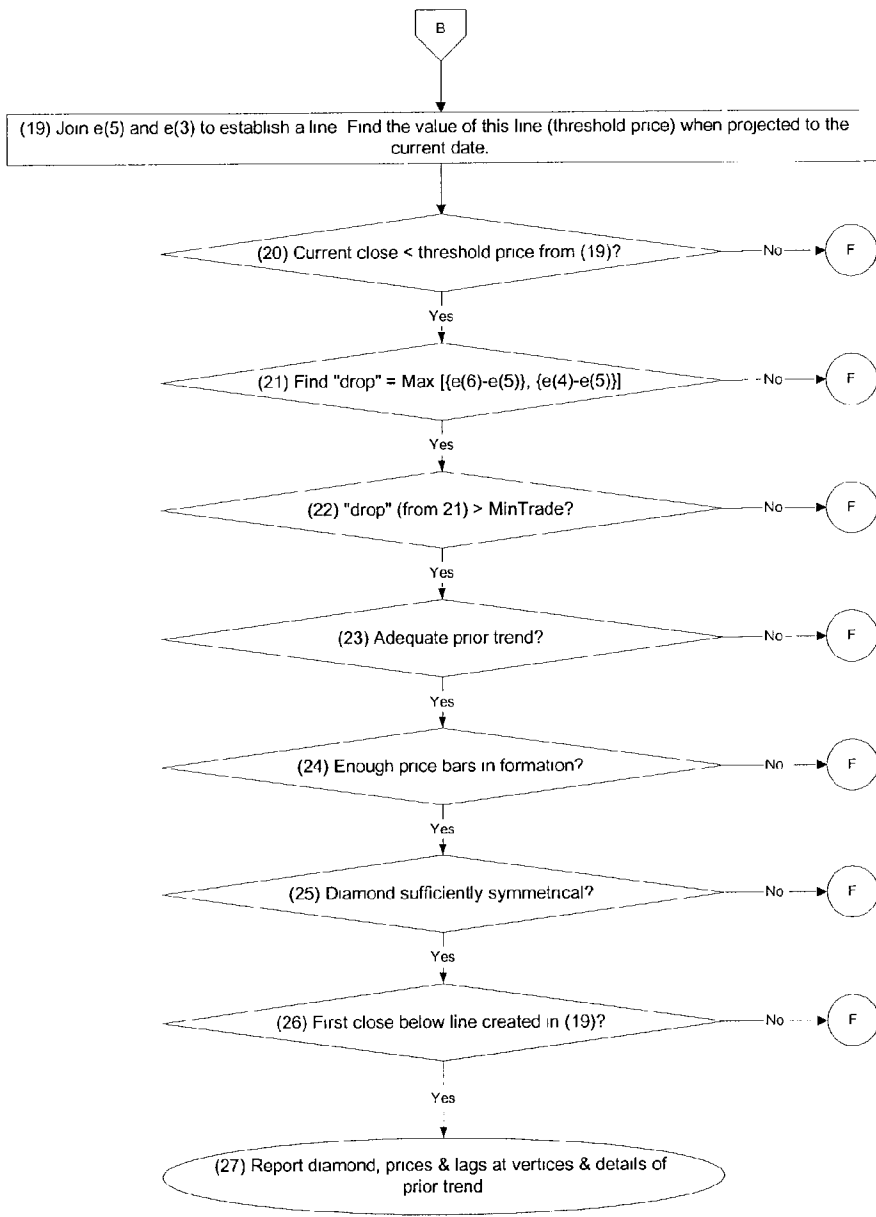 B
(19) Join e(5) and e(3) to establish a line Find the value of this line (threshold price) when projected to the
current date.
(20) Current close < threshold price from (19)?
No
F
Yes
(21) Find "drop" = Max [{e(6)-e(5)}, {e(4)-e(5)}]
No
F
Yes
(22) "drop" (from 21) > MinTrade?
No
F
Yes
(23) Adequate prior trend?
No
F
Yes
(24) Enough price bars in formation?
No
F
Yes
(25) Diamond sufficiently symmetrical?
No
F
Yes
(26) First close below line created in (19)?
No
F
Yes
(27) Report diamond, prices & lags at vertices & details of
prior trend